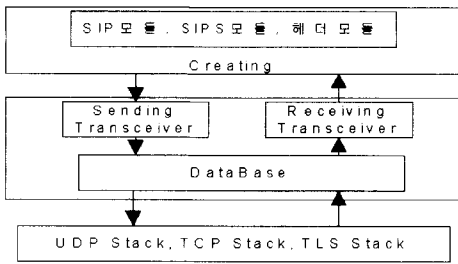 SIP모듈, SIPS모듈, 헤더모듈
Creating
Sending Receiving
Transceiver Transceiver
DataBase
UDP Stack, TCP Stack, TLS Stack